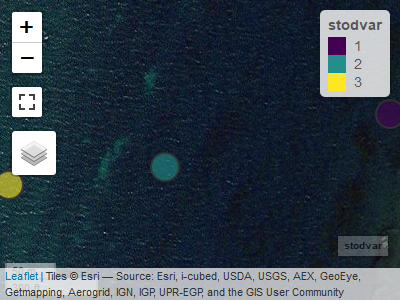 +
−
stodvar
1
2
3
stodvar
Leaflet | Tiles © Esri — Source: Esri, i-cubed, USDA, USGS, AEX, GeoEye,
Getmapping, Aerogrid, IGN, IGP, UPR-EGP, and the GIS User Community